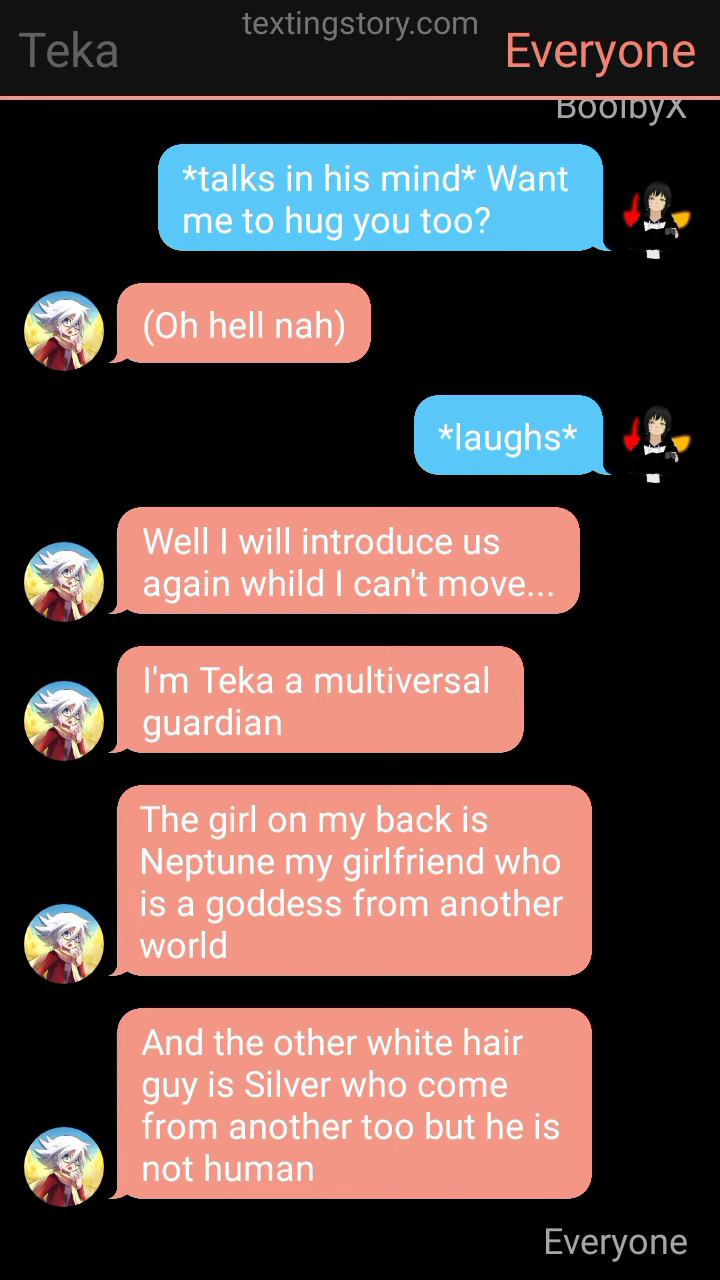 textingstory.com
Teka
Everyone
BoolbyX
*talks in his mind* Want
me to hug you too?
(Oh hell nah)
*laughs*
Well I will introduce us
again whild I can't move...
I'm Teka a multiversal
guardian
The girl on my back is
Neptune my girlfriend who
is a goddess from another
world
And the other white hair
guy is Silver who come
from another too but he is
not human
Everyone